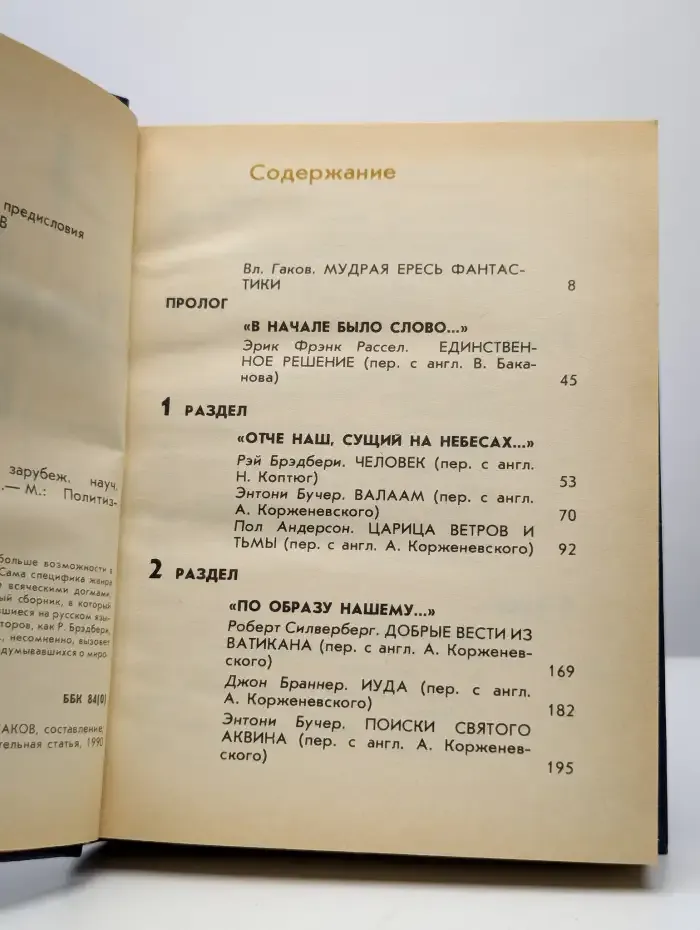 предисловия
В
зарубеж. науч.
.— М.: Политиз-
больше возможности в
Сама специфика жанра
всяческими догмами,
ый сборник, в который
вшиеся на русском язы-
торов, как Р. Брэдбери,
., несомненно, вызовет
думывавшихся о миро-
ББК 84(0)
АКОВ, составление,
тельная статья, 1990
Содержание
Вл. Гаков. МУДРАЯ ЕРЕСЬ ФАНТАС-
ТИКИ 8
ПРОЛОГ
«В НАЧАЛЕ БЫЛО СЛОВО...»
Эрик Фрэнк Рассел. ЕДИНСТВЕН-
НОЕ РЕШЕНИЕ (пер. с англ. В. Бака-
нова) 45
1 РАЗДЕЛ
«ОТЧЕ НАШ, СУЩИЙ НА НЕБЕСАХ...»
Рэй Брэдбери. ЧЕЛОВЕК (пер. с англ.
Н. Коптюг) 53
Энтони Бучер. ВАЛААМ (пер. с англ.
А. Корженевского) 70
Пол Андерсон. ЦАРИЦА ВЕТРОВ И
ТЬМЫ (пер. с англ. А. Корженевского) 92
2 РАЗДЕЛ
«ПО ОБРАЗУ НАШЕМУ...»
Роберт Силверберг. ДОБРЫЕ ВЕСТИ ИЗ
ВАТИКАНА (пер. с англ. А. Корженев-
ского) 169
Джон Браннер. ИУДА (пер. с англ.
А. Корженевского) 182
Энтони Бучер. ПОИСКИ СВЯТОГО
АКВИНА (пер. с англ. А. Корженев-
ского) 195